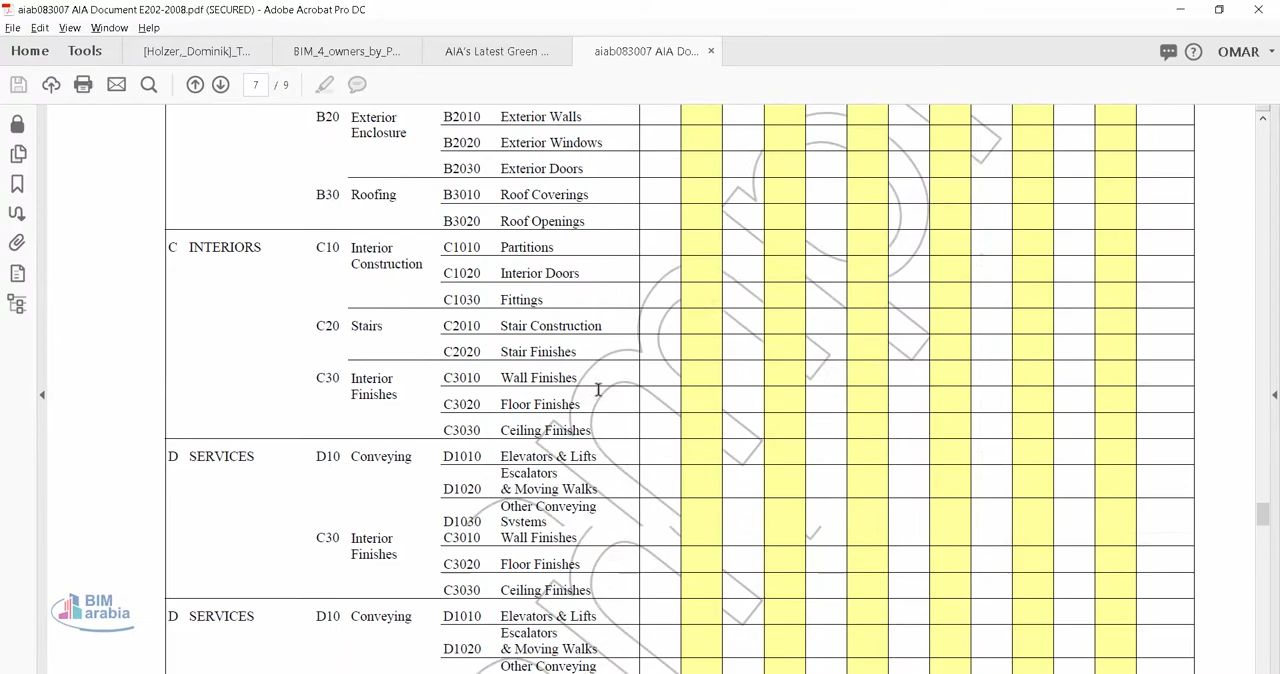 aiab083007 AIA Document E202-2008.pdf (SECURED) - Adobe Acrobat Pro DC
File Edit View Window Help
Home Tools [Holzer,_Dominik]_T... BIM_4_owners_by_P... AIA's Latest Green ... aiab083007 AIA Do... ×
7 / 9
OMAR
B20 Exterior Enclosure B2010 Exterior Walls
B2020 Exterior Windows
B2030 Exterior Doors
B30 Roofing B3010 Roof Coverings
B3020 Roof Openings
C INTERIORS C10 Interior Construction C1010 Partitions
C1020 Interior Doors
C1030 Fittings
C20 Stairs C2010 Stair Construction
C2020 Stair Finishes
C30 Interior Finishes C3010 Wall Finishes
C3020 Floor Finishes
C3030 Ceiling Finishes
D SERVICES D10 Conveying D1010 Elevators & Lifts
D1020 Escalators & Moving Walks
D1030 Other Conveying Systems
C30 Interior Finishes C3010 Wall Finishes
C3020 Floor Finishes
C3030 Ceiling Finishes
D SERVICES D10 Conveying D1010 Elevators & Lifts
D1020 Escalators & Moving Walks
Other Conveying
BIM
arabia